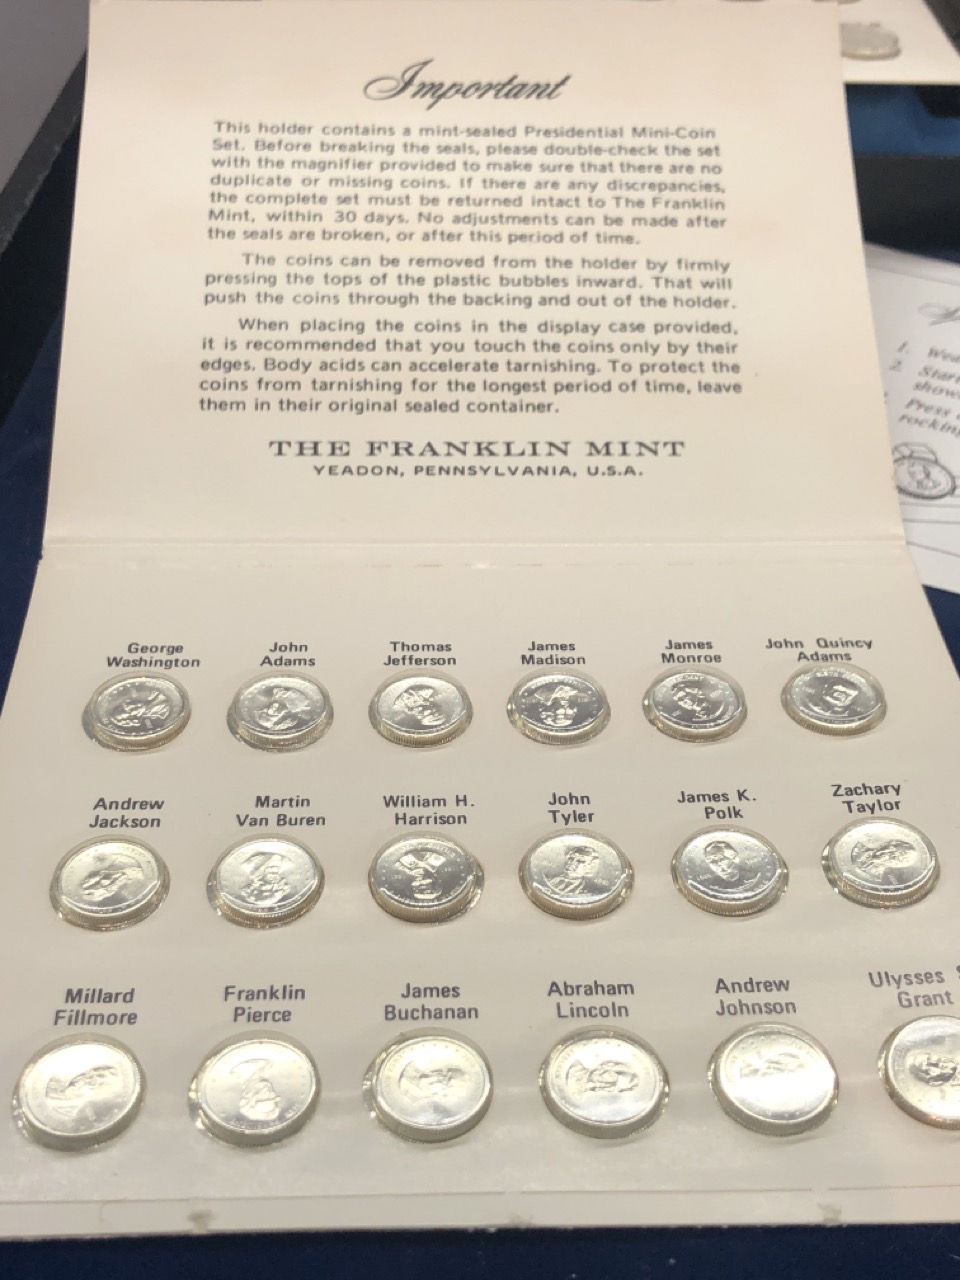 Important
This holder contains a mint-sealed Presidential Mini-Coin
Set. Before breaking the seals, please double-check the set
with the magnifier provided to make sure that there are no
duplicate or missing coins. If there are any discrepancies,
the complete set must be returned intact to The Franklin
Mint, within 30 days. No adjustments can be made after
the seals are broken, or after this period of time.
The coins can be removed from the holder by firmly
pressing the tops of the plastic bubbles inward. That will
push the coins through the backing and out of the holder.
When placing the coins in the display case provided,
it is recommended that you touch the coins only by their
edges. Body acids can accelerate tarnishing. To protect the
coins from tarnishing for the longest period of time, leave
them in their original sealed container.
THE FRANKLIN MINT
YEADON, PENNSYLVANIA, U.S.A.
1.
2. Start
show
Press
rocking
George
Washington
John
Adams
Thomas
Jefferson
James
Madison
James
Monroe
John Quincy
Adams
Andrew
Jackson
Martin
Van Buren
William H.
Harrison
John
Tyler
James K.
Polk
Zachary
Taylor
Millard
Fillmore
Franklin
Pierce
James
Buchanan
Abraham
Lincoln
Andrew
Johnson
Ulysses
Grant